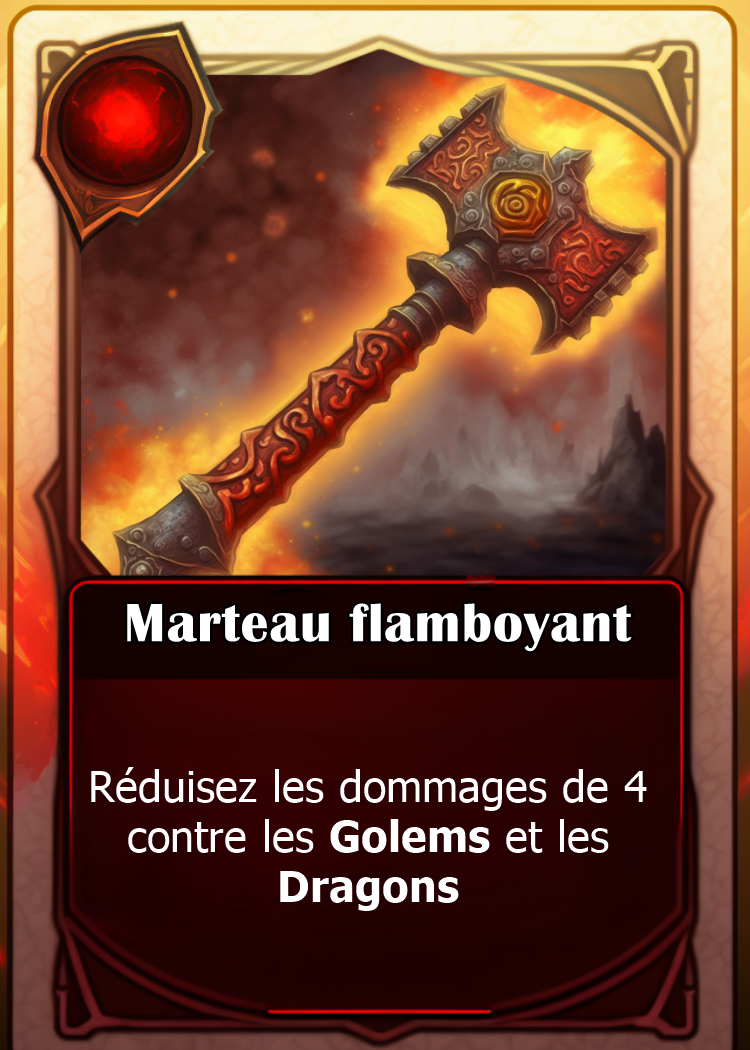 Marteau flamboyant
Réduisez les dommages de 4
contre les Golems et les
Dragons